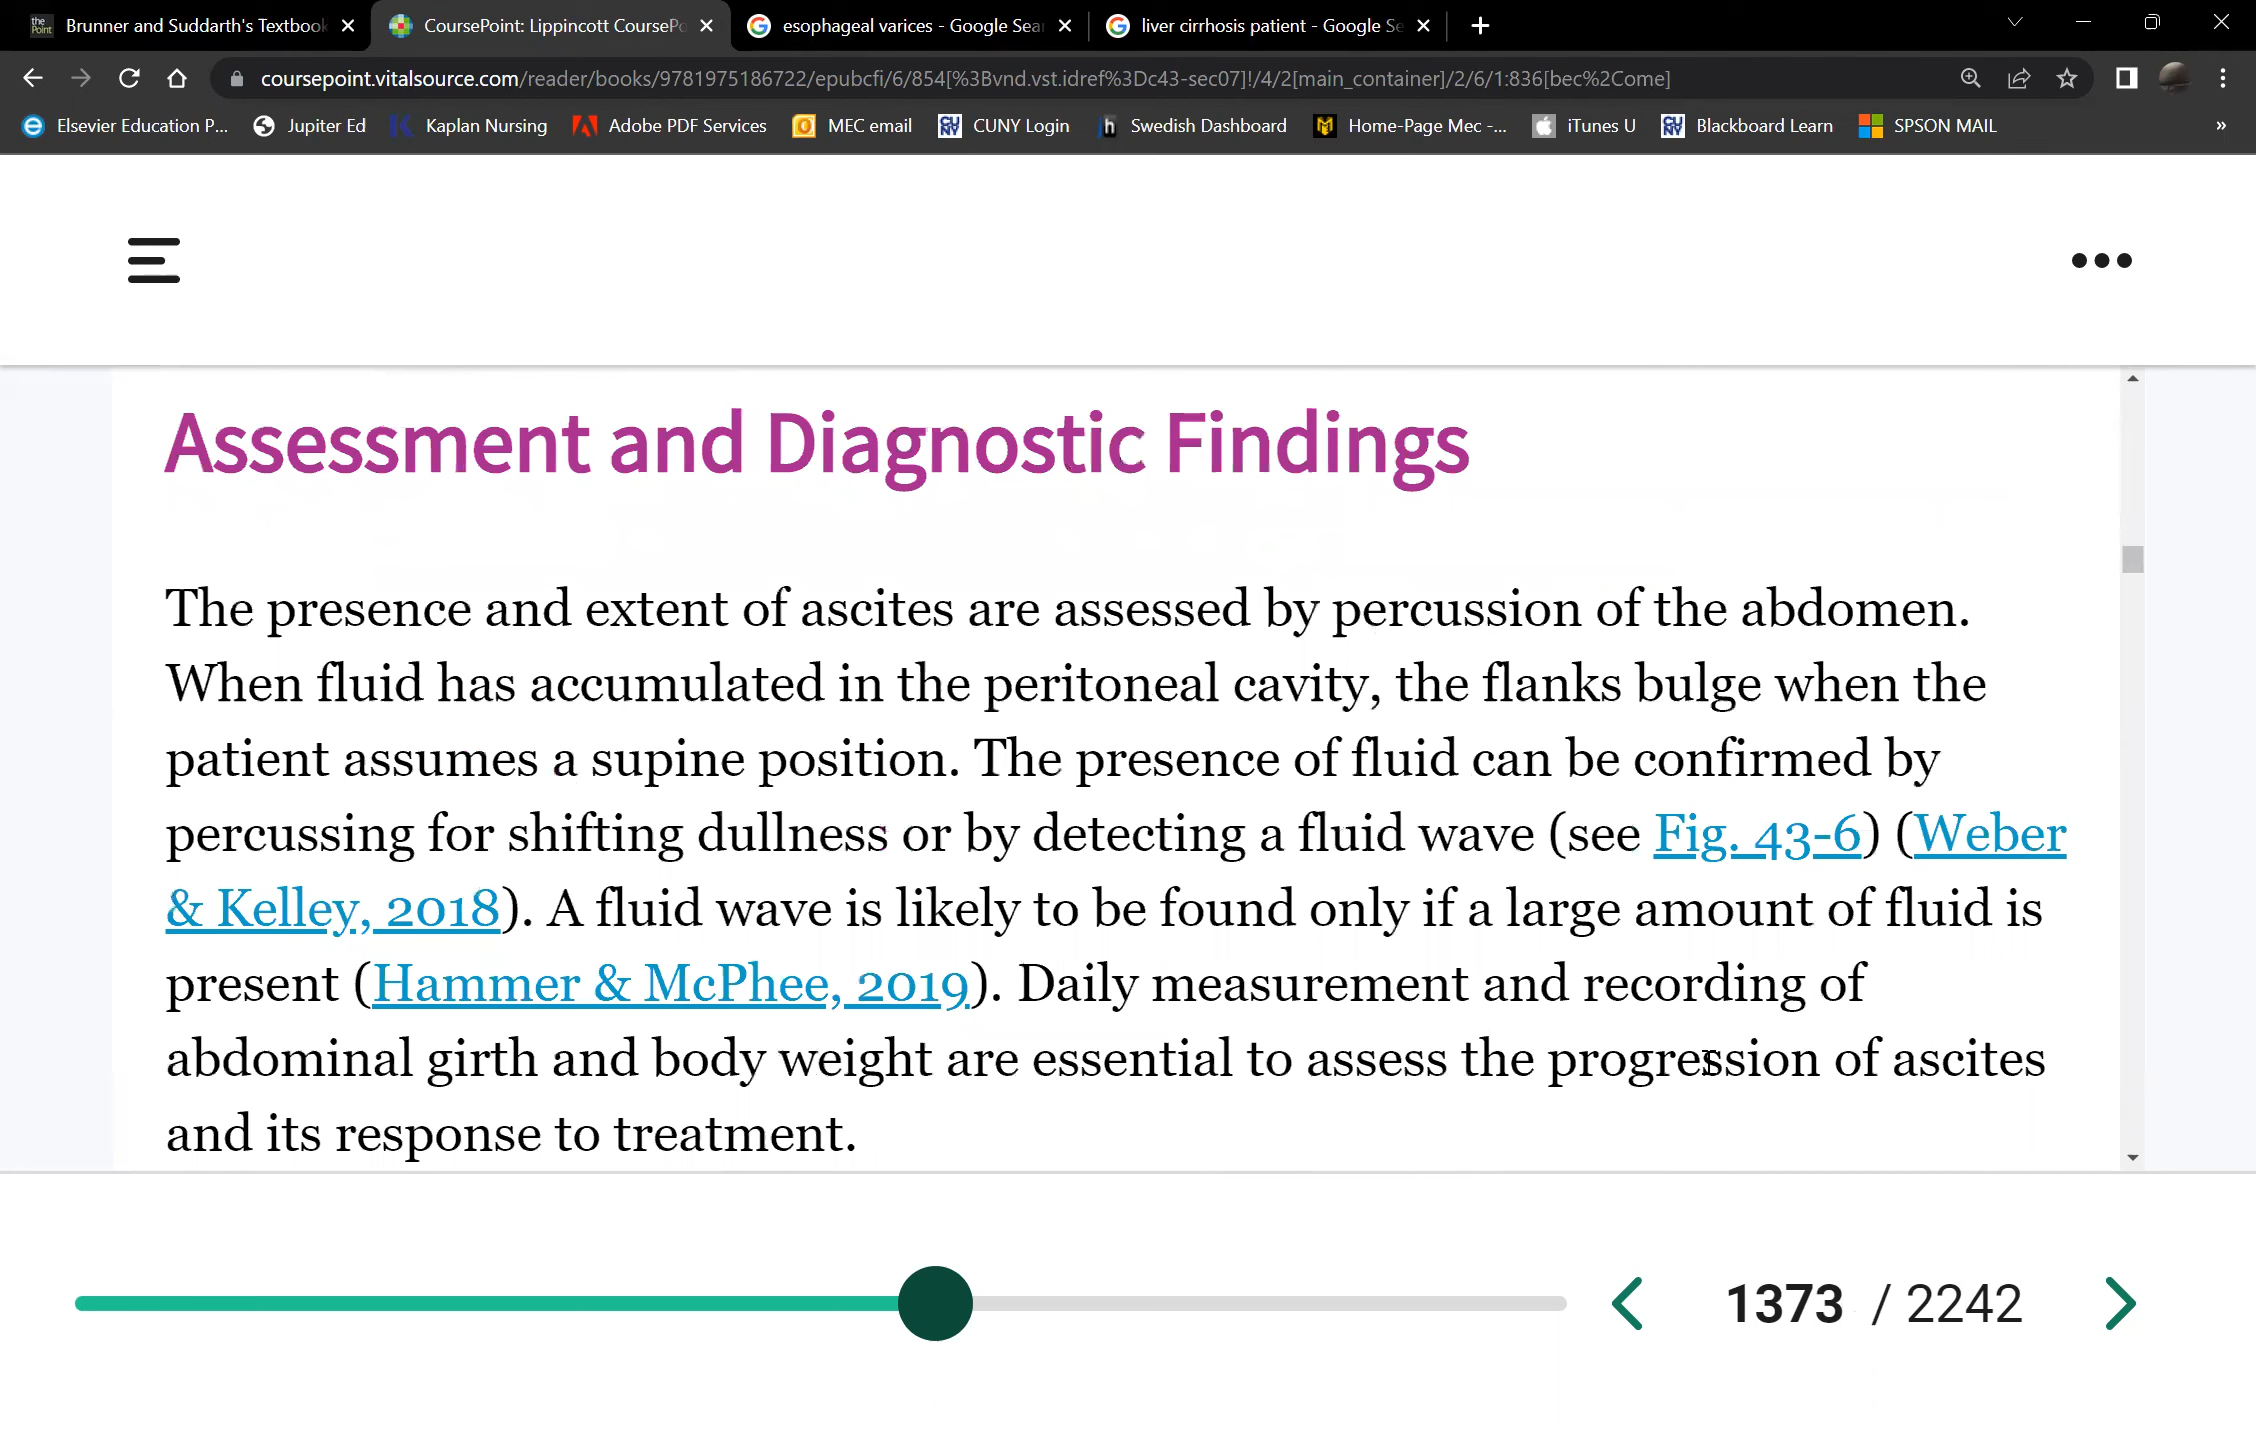 the Point
Brunner and Suddarth's Textbook
CoursePoint: Lippincott CoursePo
esophageal varices - Google Sear
liver cirrhosis patient - Google Se
coursepoint.vitalsource.com/reader/books/9781975186722/epubcfi/6/854[%3Bvnd.vst.idref%3Dc43-sec07]!/4/2[main_container]/2/6/1:836[bec%2Come]
Elsevier Education P... Jupiter Ed Kaplan Nursing Adobe PDF Services MEC email CUNY Login Swedish Dashboard Home-Page Mec -... iTunes U Blackboard Learn SPSON MAIL »
Assessment and Diagnostic Findings
The presence and extent of ascites are assessed by percussion of the abdomen.
When fluid has accumulated in the peritoneal cavity, the flanks bulge when the
patient assumes a supine position. The presence of fluid can be confirmed by
percussing for shifting dullness or by detecting a fluid wave (see Fig. 43-6) (Weber
& Kelley, 2018). A fluid wave is likely to be found only if a large amount of fluid is
present (Hammer & McPhee, 2019). Daily measurement and recording of
abdominal girth and body weight are essential to assess the progression of ascites
and its response to treatment.
1373 / 2242